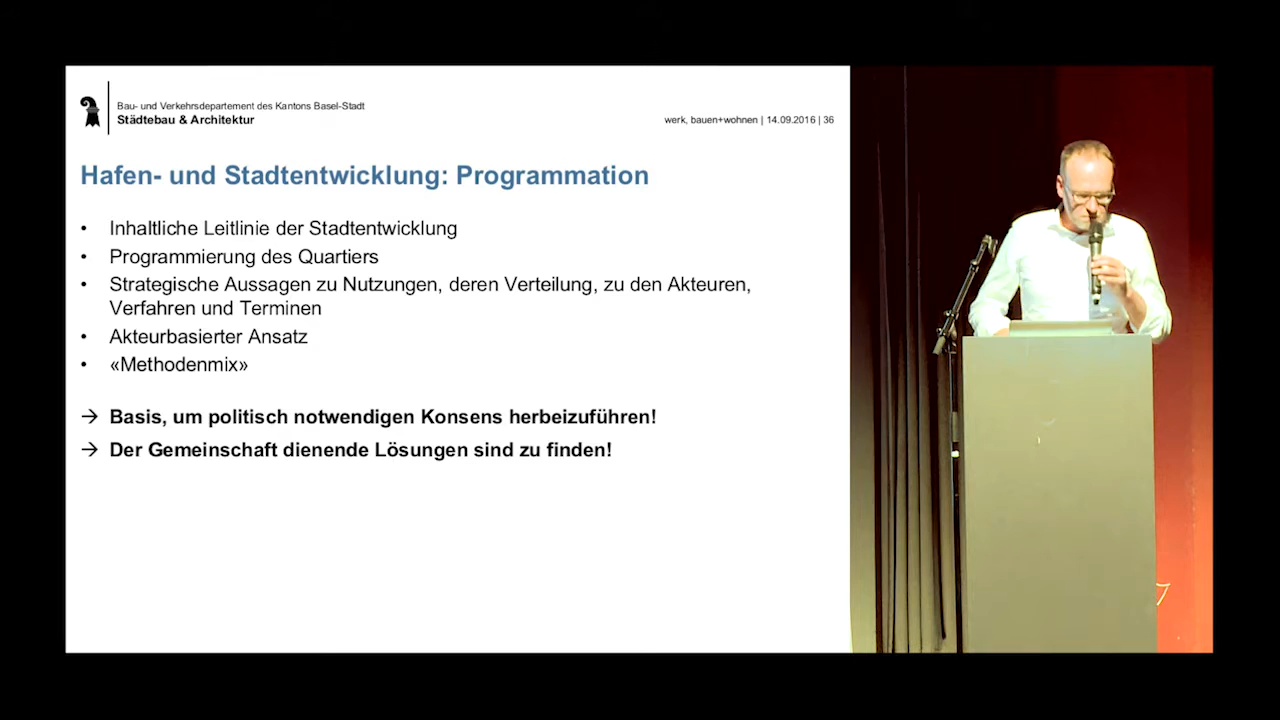 Bau- und Verkehrsdepartement des Kantons Basel-Stadt
Städtebau & Architektur
werk, bauen+wohnen | 14.09.2016 | 36
Hafen- und Stadtentwicklung: Programmation
• Inhaltliche Leitlinie der Stadtentwicklung
• Programmierung des Quartiers
• Strategische Aussagen zu Nutzungen, deren Verteilung, zu den Akteuren,
Verfahren und Terminen
• Akteurbasierter Ansatz
• «Methodenmix»
→ Basis, um politisch notwendigen Konsens herbeizuführen!
→ Der Gemeinschaft dienende Lösungen sind zu finden!